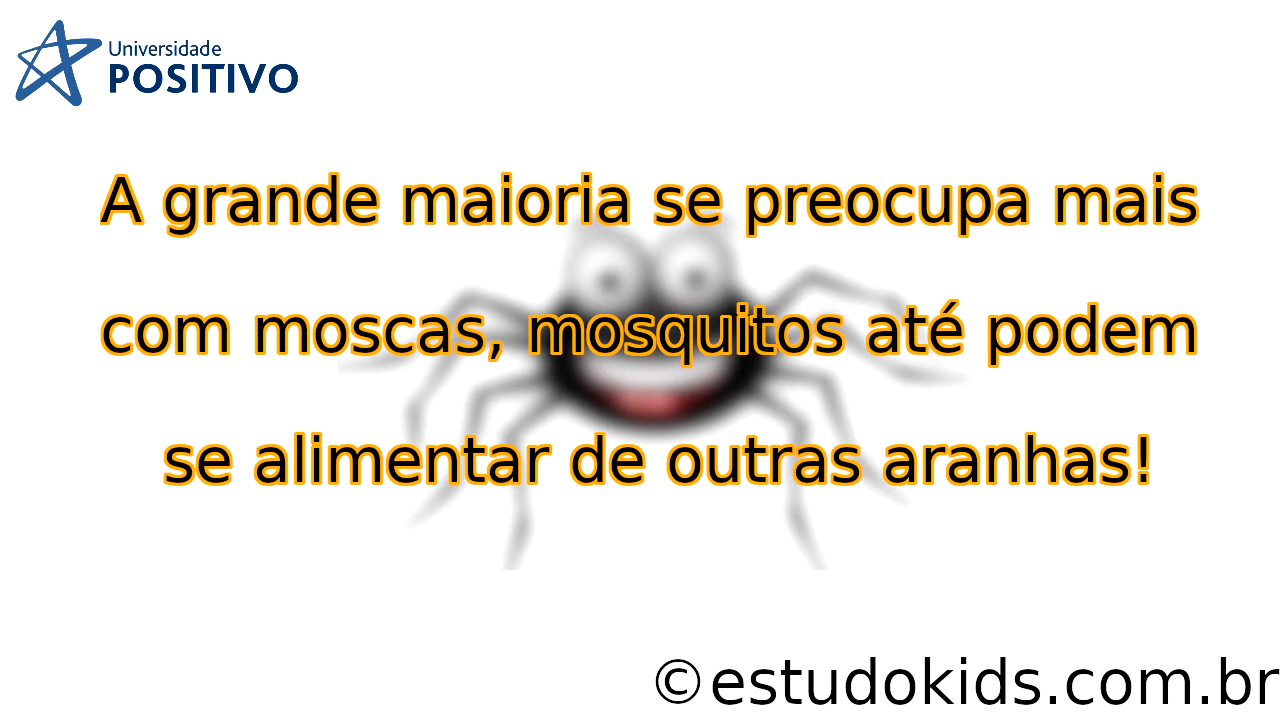 Universidade
POSITIVO
A grande maioria se preocupa mais
com moscas, mosquitos até podem
se alimentar de outras aranhas!
©estudokids.com.br